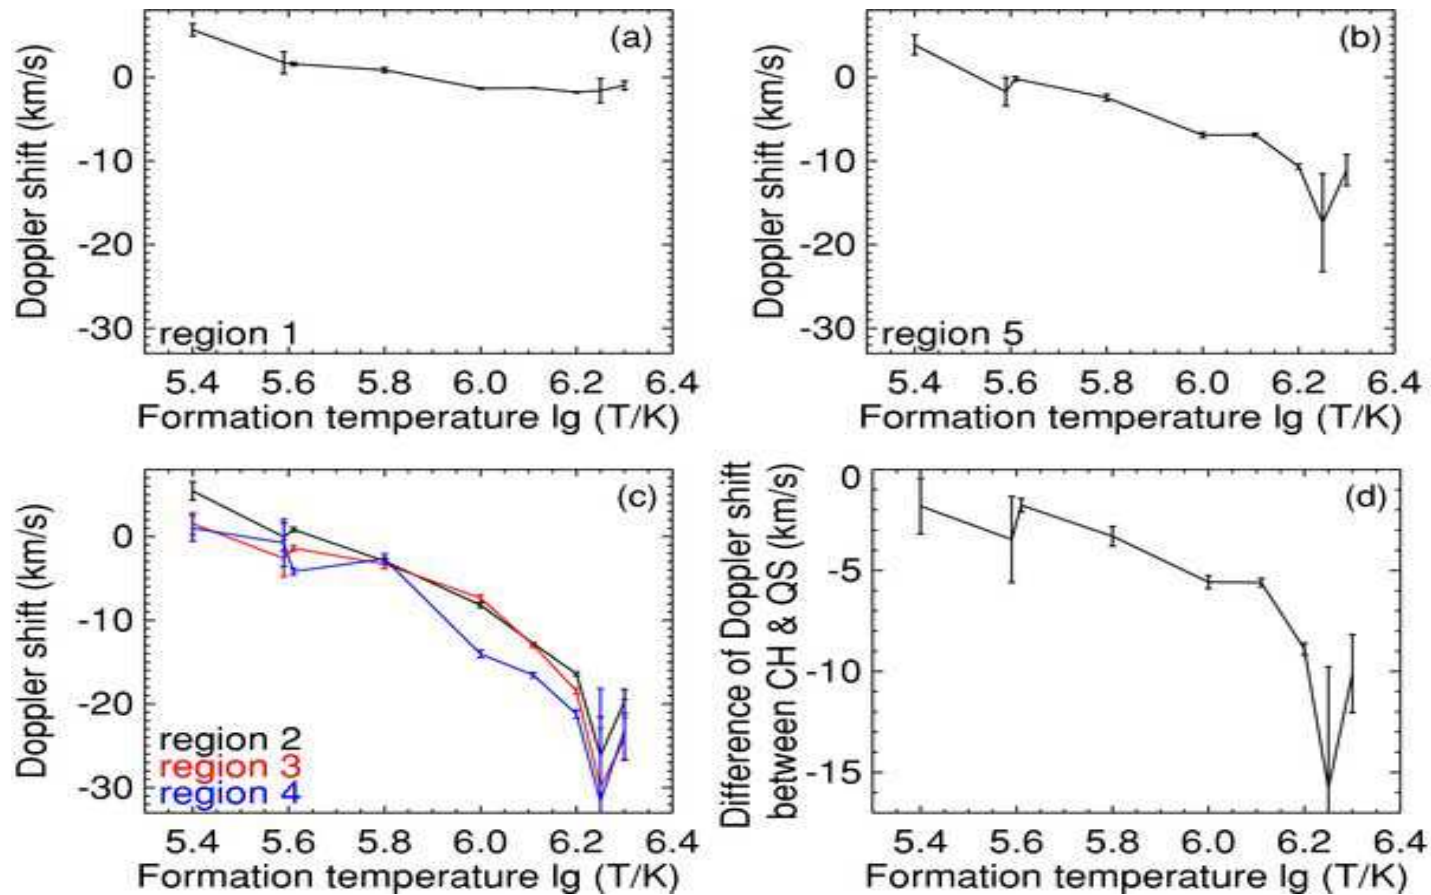 (a)
0
-10
-20
-30
Doppler shift (km/s)
region 1
5.4 5.6 5.8 6.0 6.2 6.4
Formation temperature lg (T/K)
(b)
0
-10
-20
-30
Doppler shift (km/s)
region 5
5.4 5.6 5.8 6.0 6.2 6.4
Formation temperature lg (T/K)
(c)
0
-10
-20
-30
Doppler shift (km/s)
region 2
region 3
region 4
5.4 5.6 5.8 6.0 6.2 6.4
Formation temperature lg (T/K)
(d)
0
-5
-10
-15
Difference of Doppler shift
between CH & QS (km/s)
5.4 5.6 5.8 6.0 6.2 6.4
Formation temperature lg (T/K)